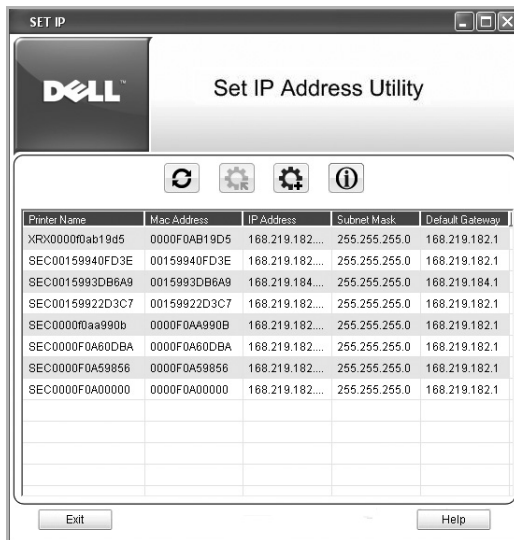 SET IP
DELL™
Set IP Address Utility
Printer Name Mac Address IP Address Subnet Mask Default Gateway
XRX0000f0ab19d5 0000F0AB19D5 168.219.182.... 255.255.255.0 168.219.182.1
SEC00159940FD3E 00159940FD3E 168.219.182.... 255.255.255.0 168.219.182.1
SEC0015993DB6A9 0015993DB6A9 168.219.184.... 255.255.255.0 168.219.184.1
SEC00159922D3C7 00159922D3C7 168.219.182.... 255.255.255.0 168.219.182.1
SEC0000f0aa990b 0000F0AA990B 168.219.182.... 255.255.255.0 168.219.182.1
SEC0000F0A60DBA 0000F0A60DBA 168.219.182.... 255.255.255.0 168.219.182.1
SEC0000F0A59856 0000F0A59856 168.219.182.... 255.255.255.0 168.219.182.1
SEC0000F0A00000 0000F0A00000 168.219.182.... 255.255.255.0 168.219.182.1
Exit Help